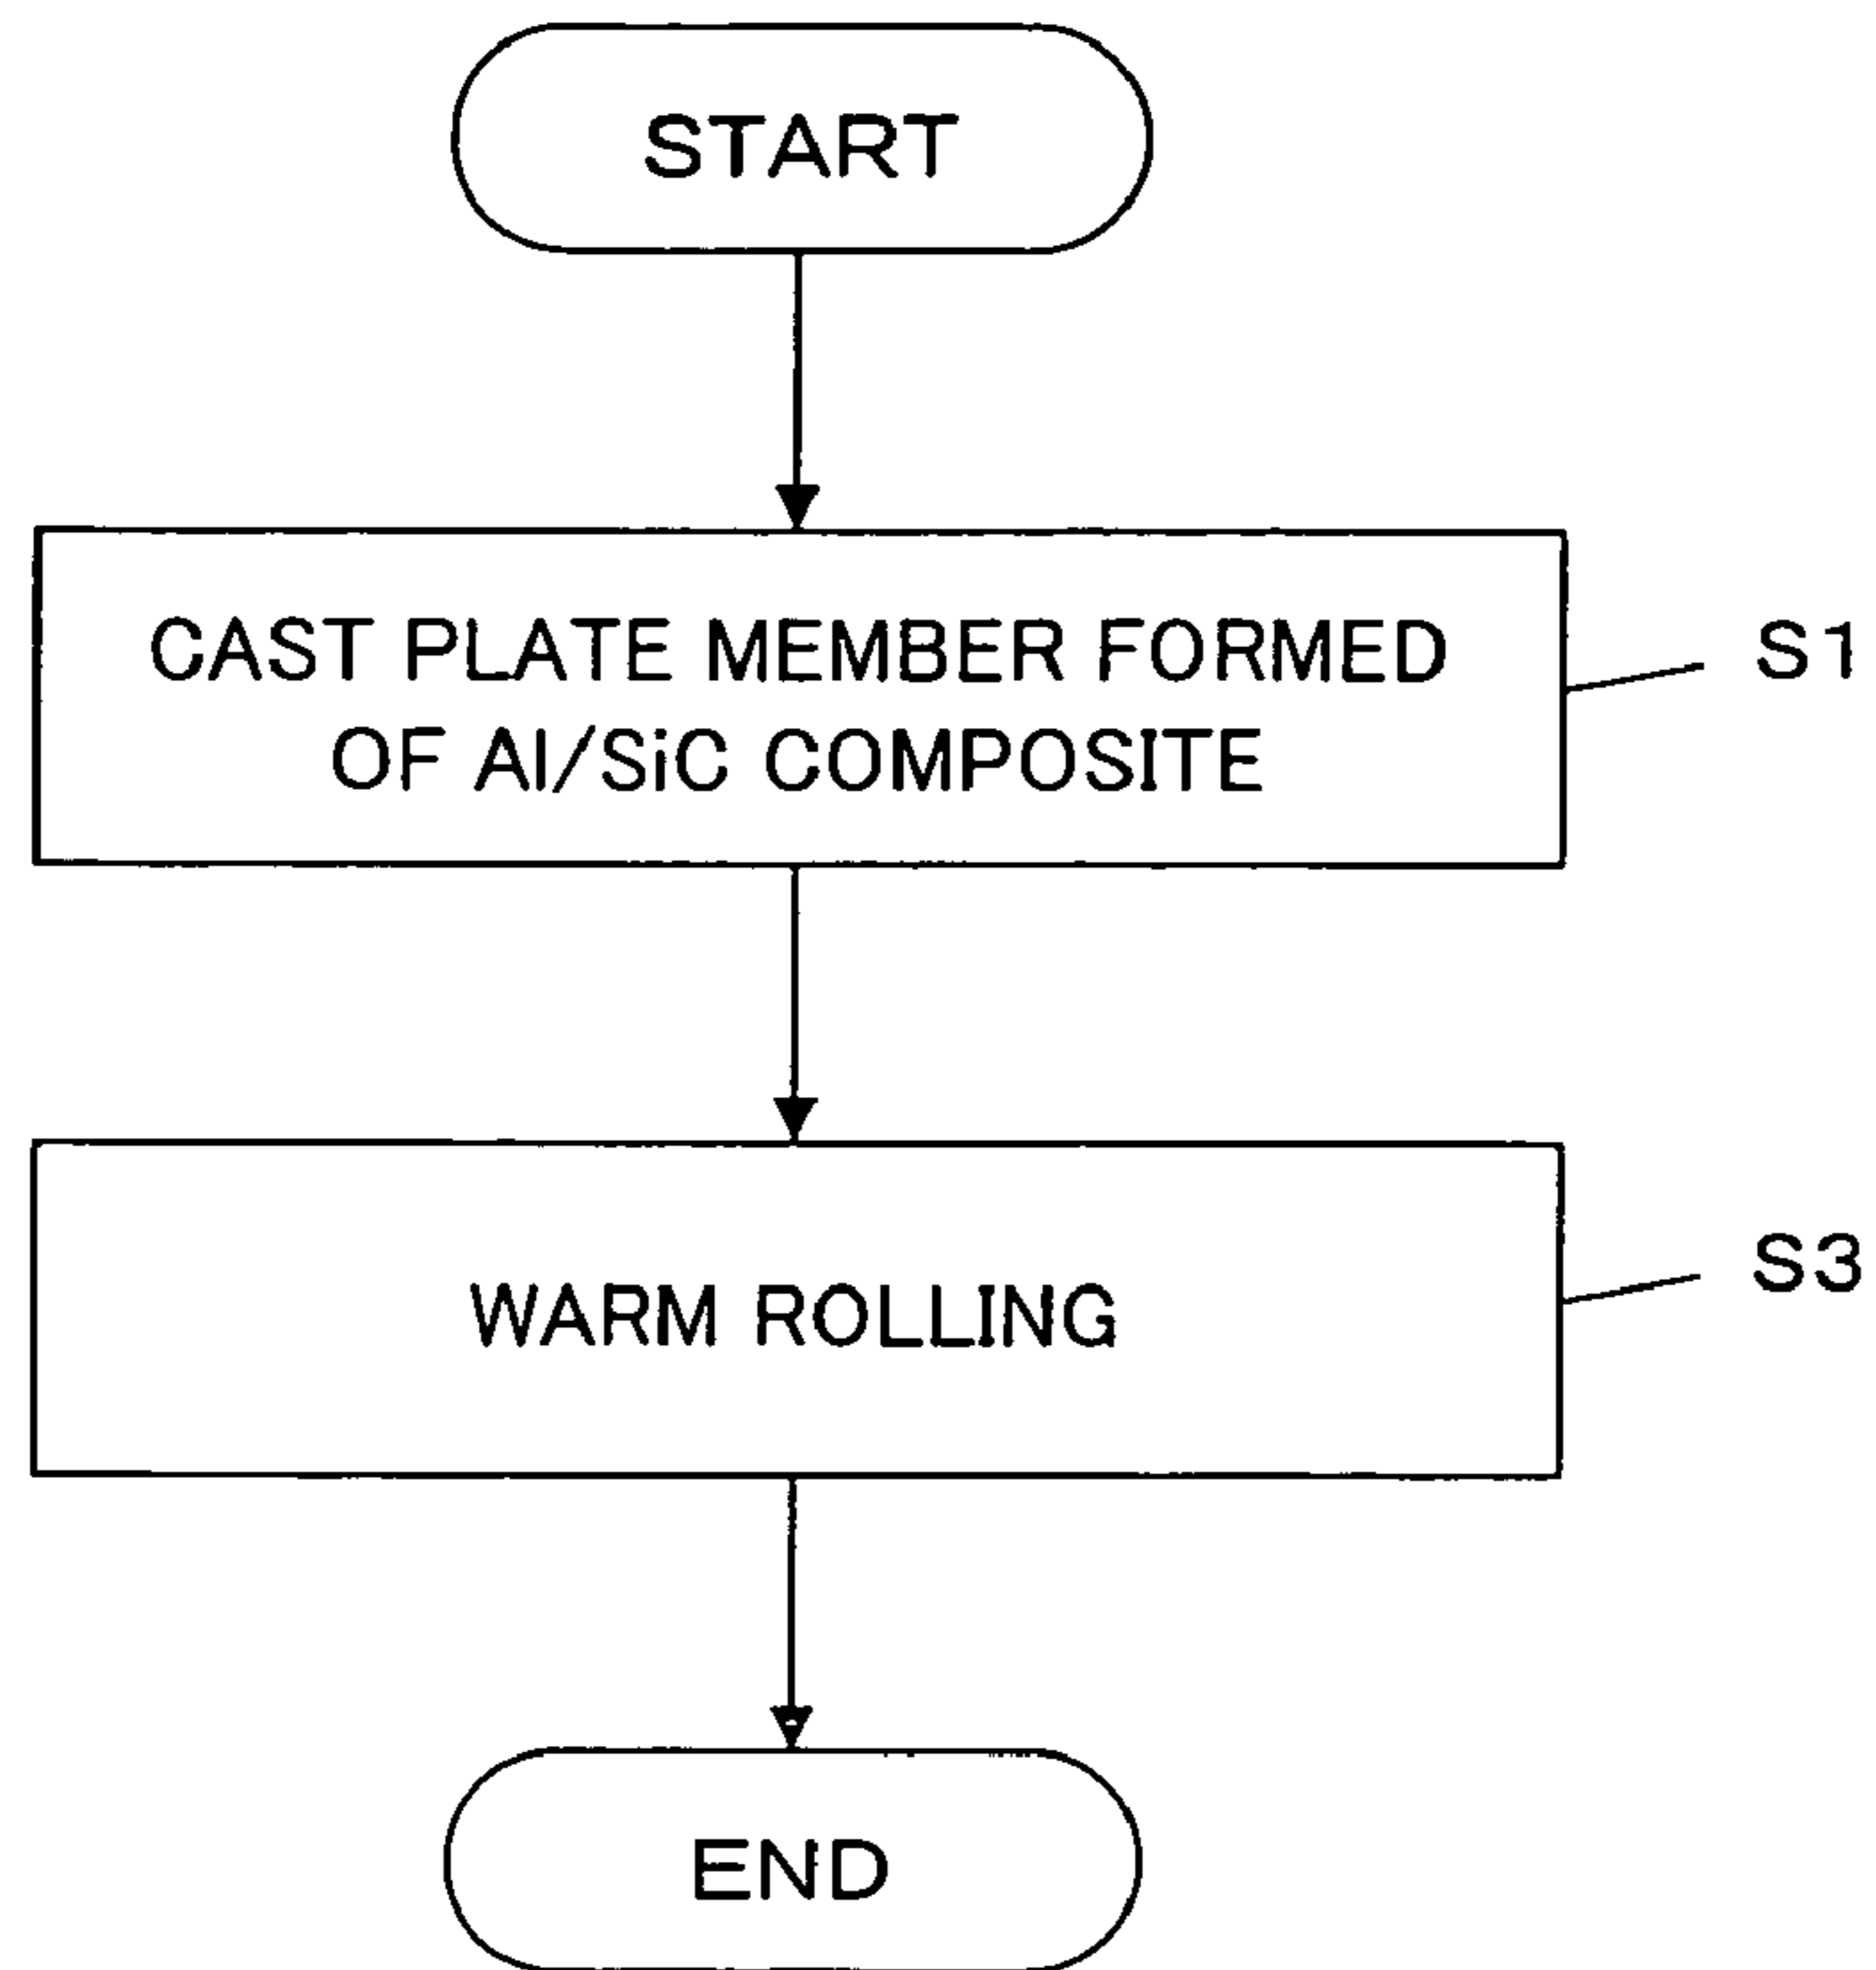 START
CAST PLATE MEMBER FORMED
OF Al/SiC COMPOSITE
S1
WARM ROLLING
S3
END